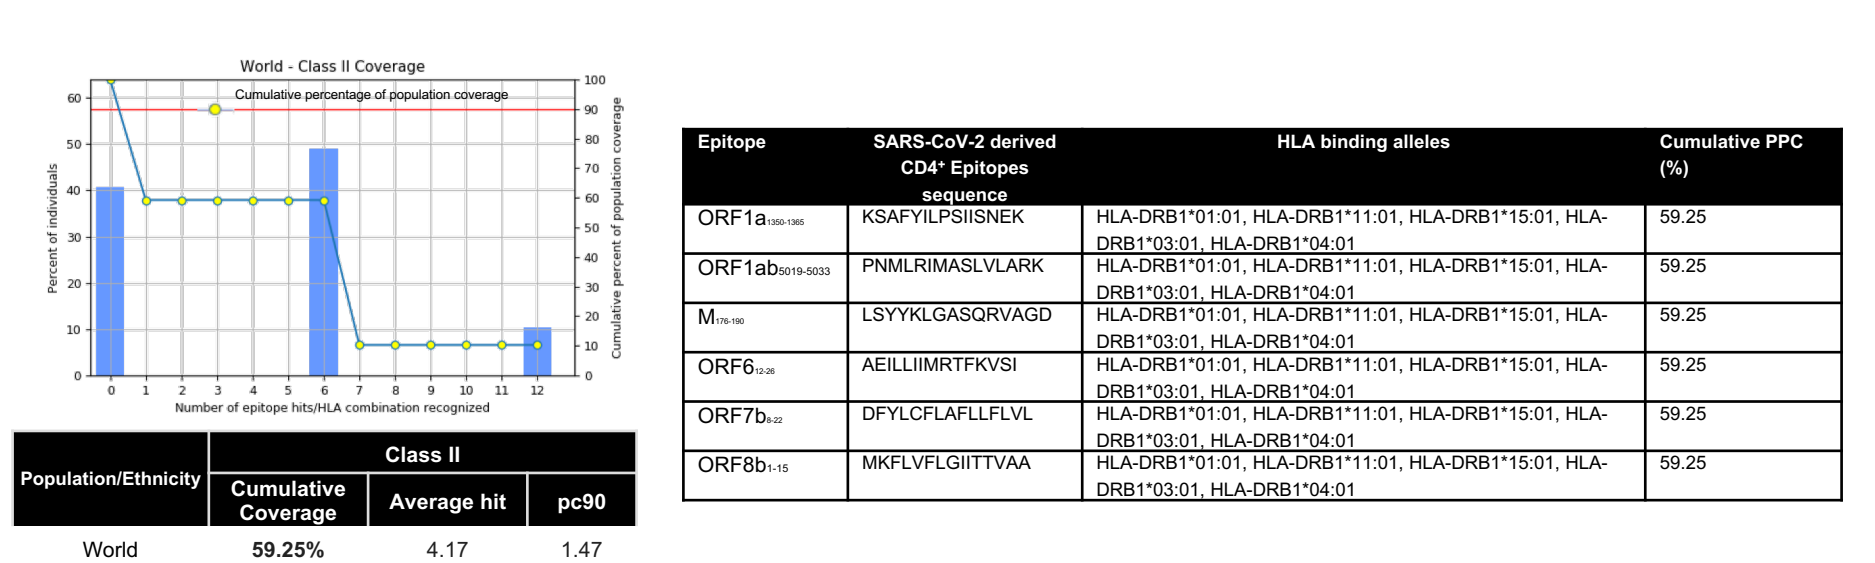 World - Class II Coverage
Cumulative percentage of population coverage
60
50
40
30
20
10
0
Percent of individuals
100
90
80
70
60
50
40
30
20
10
0
Cumulative percent of population coverage
0 1 2 3 4 5 6 7 8 9 10 11 12
Number of epitope hits/HLA combination recognized
Population/Ethnicity
Class II
Cumulative
Coverage
Average hit
pc90
World 59.25% 4.17 1.47
Epitope
SARS-CoV-2 derived
CD4+ Epitopes
sequence
HLA binding alleles
Cumulative PPC
(%)
ORF1a1350-1365 KSAFYILPSIISNEK HLA-DRB1*01:01, HLA-DRB1*11:01, HLA-DRB1*15:01, HLA- 59.25
DRB1*03:01, HLA-DRB1*04:01
ORF1ab5019-5033 PNMLRIMASLVLARK HLA-DRB1*01:01, HLA-DRB1*11:01, HLA-DRB1*15:01, HLA- 59.25
DRB1*03:01, HLA-DRB1*04:01
M176-190 LSYYKLGASQRVAGD HLA-DRB1*01:01, HLA-DRB1*11:01, HLA-DRB1*15:01, HLA- 59.25
DRB1*03:01, HLA-DRB1*04:01
ORF612-26 AEILLIIMRTFKVSI HLA-DRB1*01:01, HLA-DRB1*11:01, HLA-DRB1*15:01, HLA- 59.25
DRB1*03:01, HLA-DRB1*04:01
ORF7b8-22 DFYLCFLAFLLFLVL HLA-DRB1*01:01, HLA-DRB1*11:01, HLA-DRB1*15:01, HLA- 59.25
DRB1*03:01, HLA-DRB1*04:01
ORF8b1-15 MKFLVFLGIITTVAA HLA-DRB1*01:01, HLA-DRB1*11:01, HLA-DRB1*15:01, HLA- 59.25
DRB1*03:01, HLA-DRB1*04:01